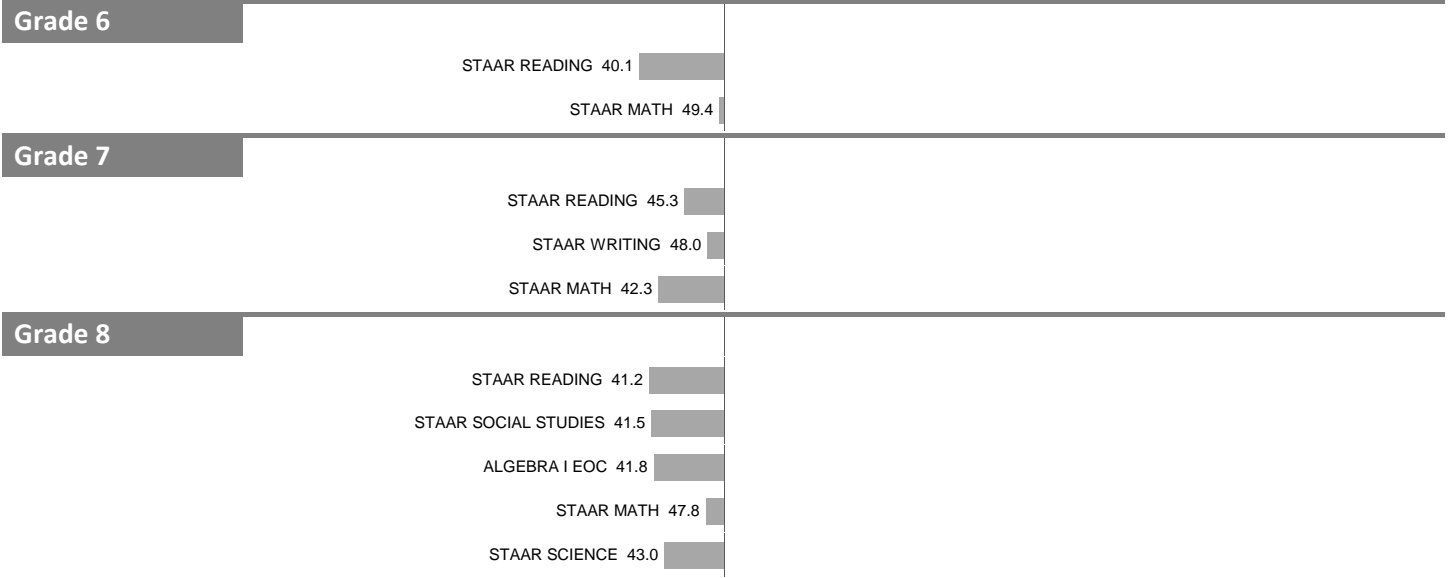 Grade 6
STAAR READING 40.1
STAAR MATH 49.4
Grade 7
STAAR READING 45.3
STAAR WRITING 48.0
STAAR MATH 42.3
Grade 8
STAAR READING 41.2
STAAR SOCIAL STUDIES 41.5
ALGEBRA I EOC 41.8
STAAR MATH 47.8
STAAR SCIENCE 43.0